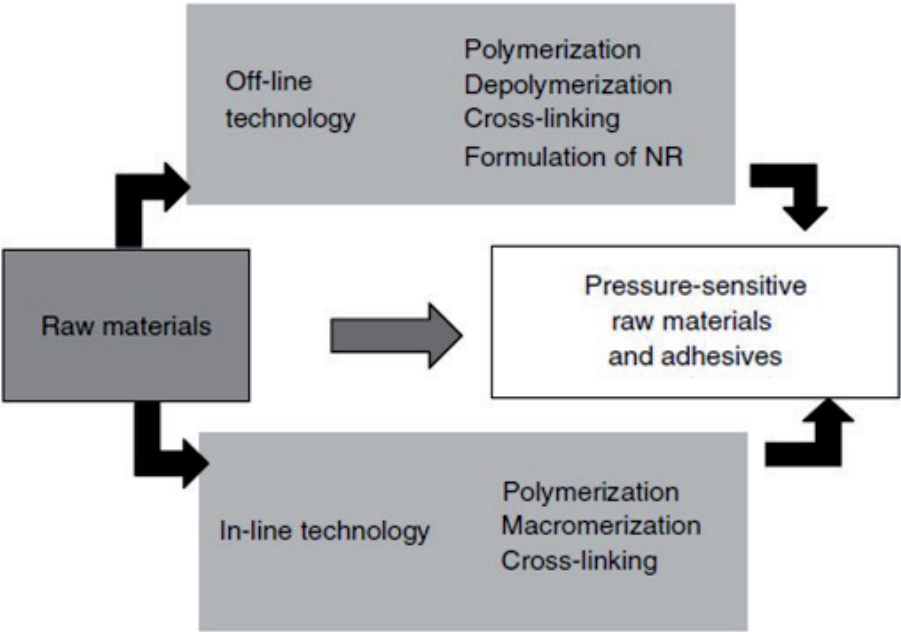 Off-line
technology
Polymerization
Depolymerization
Cross-linking
Formulation of NR
Raw materials
Pressure-sensitive
raw materials
and adhesives
In-line technology
Polymerization
Macromerization
Cross-linking